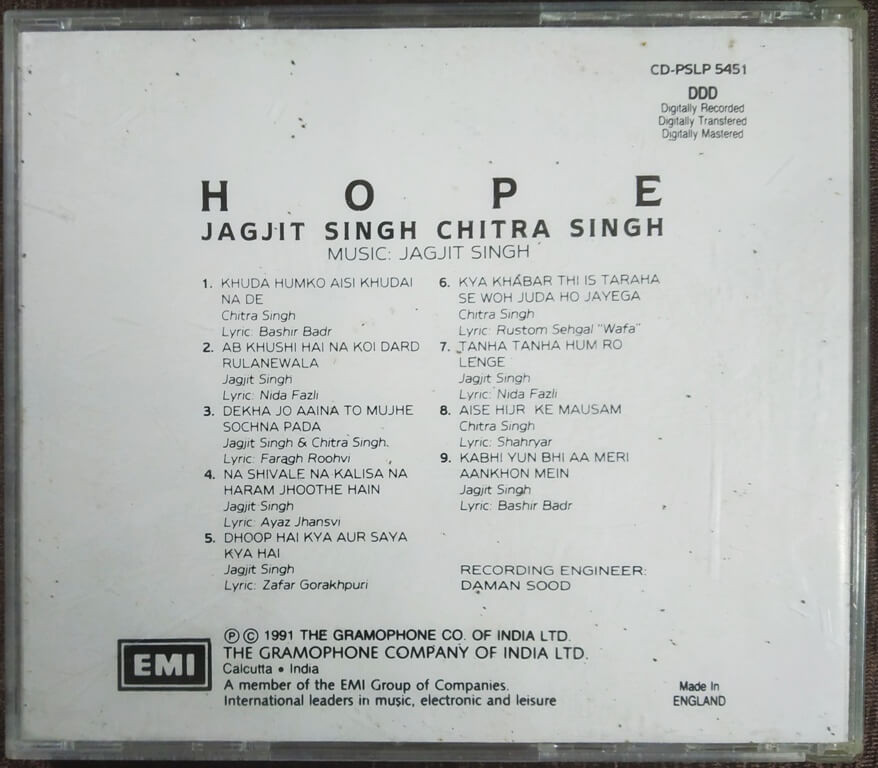 CD-PSLP 5451
DDD
Digitally Recorded
Digitally Transfered
Digitally Mastered
HOPE
JAGJIT SINGH CHITRA SINGH
MUSIC: JAGJIT SINGH
1. KHUDA HUMKO AISI KHUDAI
NA DE
Chitra Singh
Lyric: Bashir Badr
2. AB KHUSHI HAI NA KOI DARD
RULANEWALA
Jagjit Singh
Lyric: Nida Fazli
3. DEKHA JO AAINA TO MUJHE
SOCHNA PADA
Jagjit Singh & Chitra Singh.
Lyric: Faragh Roohvi
4. NA SHIVALE NA KALISA NA
HARAM JHOOTHE HAIN
Jagjit Singh
Lyric: Ayaz Jhansvi
5. DHOOP HAI KYA AUR SAYA
KYA HAI
Jagjit Singh
Lyric: Zafar Gorakhpuri
6. KYA KHABAR THI IS TARAHA
SE WOH JUDA HO JAYEGA
Chitra Singh
Lyric: Rustom Sehgal "Wafa"
7. TANHA TANHA HUM RO
LENGE
Jagjit Singh
Lyric: Nida Fazli
8. AISE HIJR KE MAUSAM
Chitra Singh
Lyric: Shahryar
9. KABHI YUN BHI AA MERI
AANKHON MEIN
Jagjit Singh
Lyric: Bashir Badr
RECORDING ENGINEER:
DAMAN SOOD
EMI
℗ © 1991 THE GRAMOPHONE CO. OF INDIA LTD.
THE GRAMOPHONE COMPANY OF INDIA LTD.
Calcutta • India
A member of the EMI Group of Companies.
International leaders in music, electronic and leisure
Made In
ENGLAND